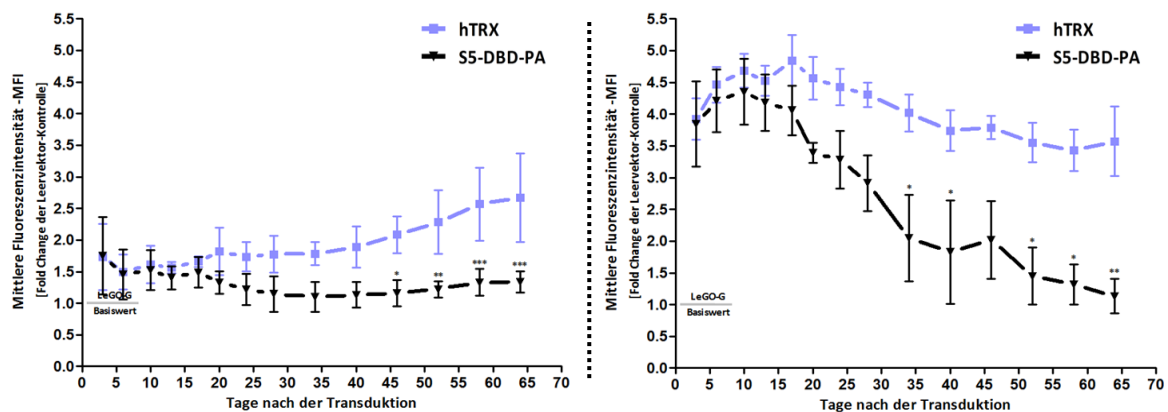 Mittlere Fluoreszenzintensität -MFI
[Fold Change der Leervektor-Kontrolle]
5.5
5.0
4.5
4.0
3.5
3.0
2.5
2.0
1.5
1.0
0.5
0.0
hTRX
S5-DBD-PA
LeGO-G
Basiswert
*
**
***
***
0 5 10 15 20 25 30 35 40 45 50 55 60 65 70
Tage nach der Transduktion
Mittlere Fluoreszenzintensität -MFI
[Fold Change der Leervektor-Kontrolle]
5.5
5.0
4.5
4.0
3.5
3.0
2.5
2.0
1.5
1.0
0.5
0.0
hTRX
S5-DBD-PA
LeGO-G
Basiswert
*
*
*
*
**
0 5 10 15 20 25 30 35 40 45 50 55 60 65 70
Tage nach der Transduktion